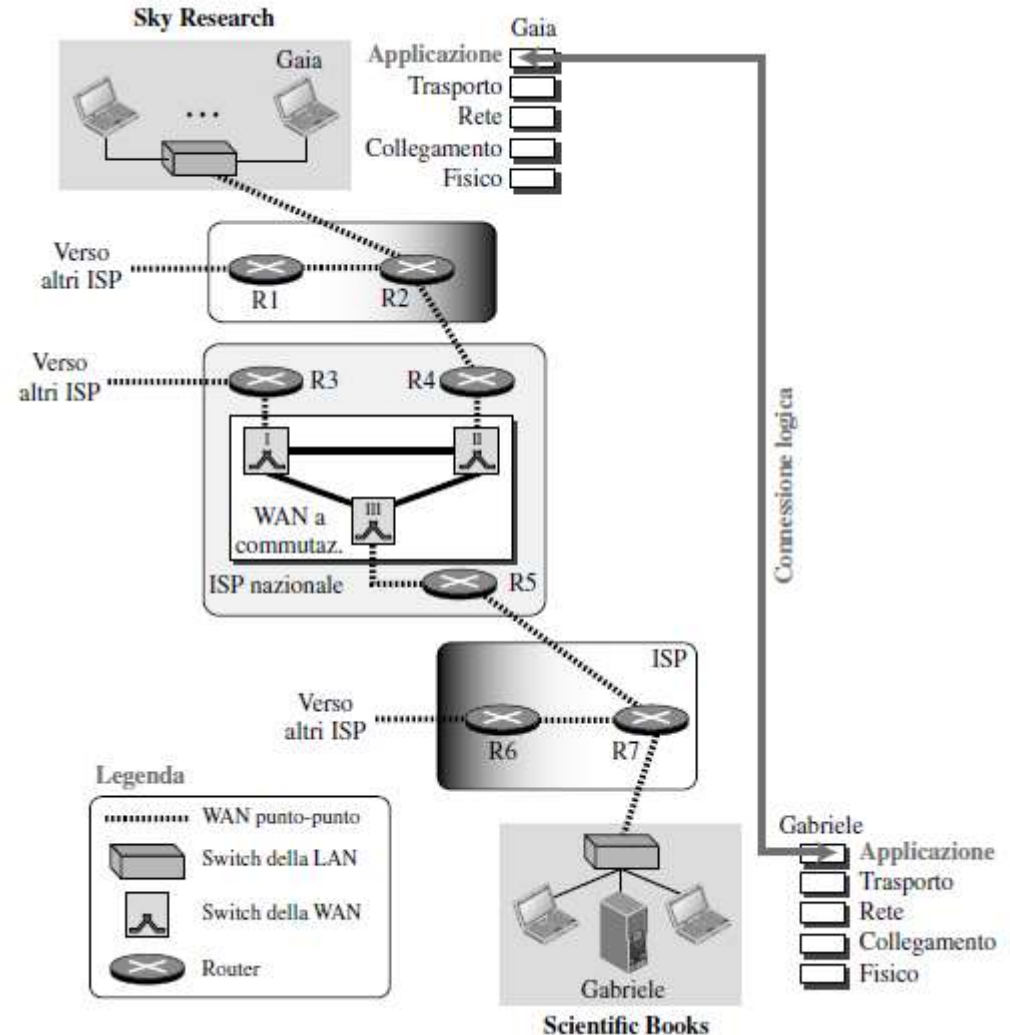 Sky Research
Gaia
Gaia
Applicazione
Trasporto
Rete
Collegamento
Fisico
Verso
altri ISP
R1
R2
Verso
altri ISP
R3
R4
I
II
III
WAN a
commutaz.
ISP nazionale
R5
Connessione logica
ISP
Verso
altri ISP
R6
R7
Legenda
WAN punto-punto
Switch della LAN
Switch della WAN
Router
Gabriele
Scientific Books
Gabriele
Applicazione
Trasporto
Rete
Collegamento
Fisico